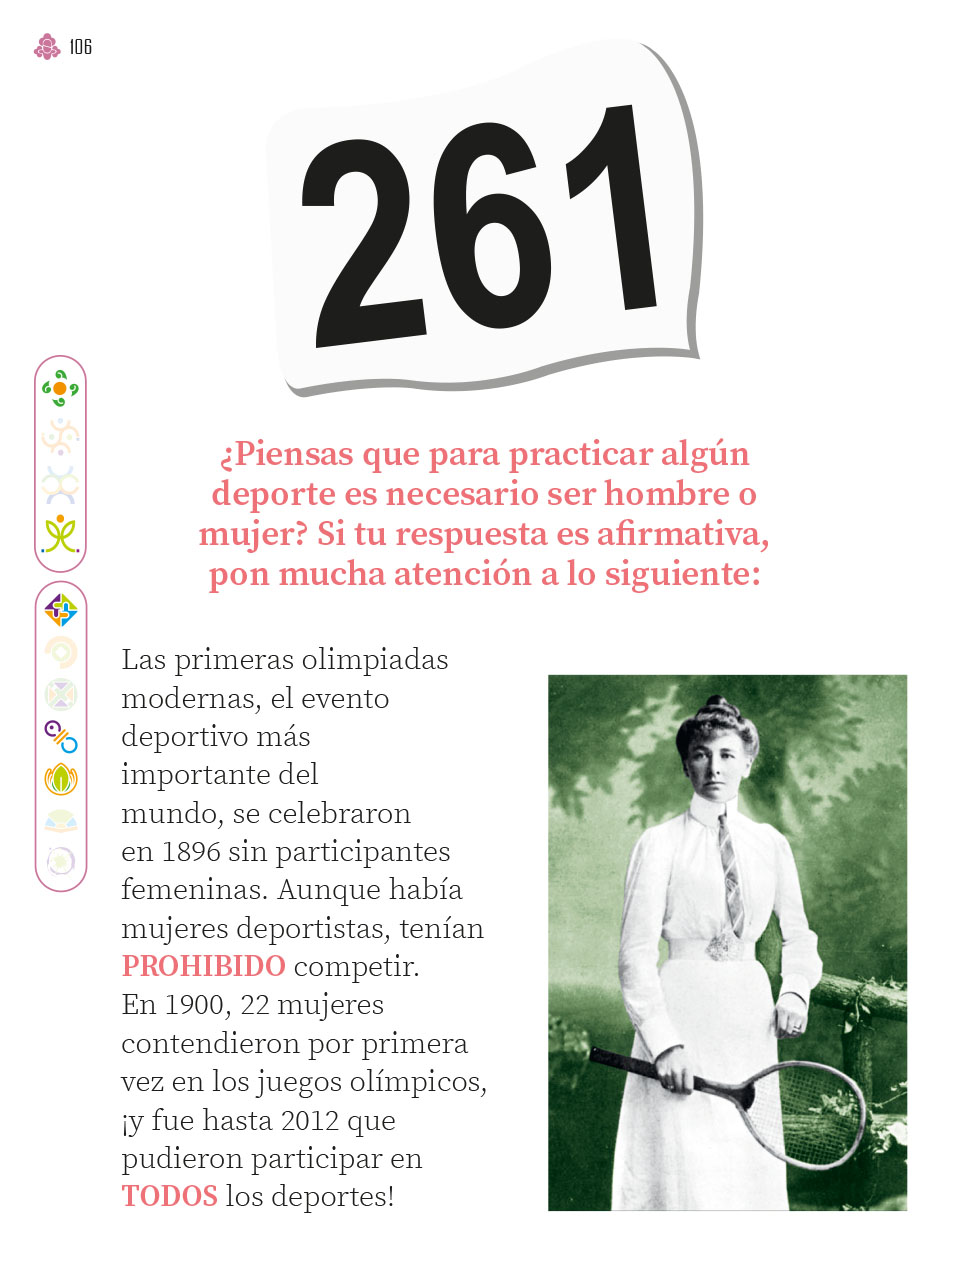 106
261
¿Piensas que para practicar algún
deporte es necesario ser hombre o
mujer? Si tu respuesta es afirmativa,
pon mucha atención a lo siguiente:
Las primeras olimpiadas
modernas, el evento
deportivo más
importante del
mundo, se celebraron
en 1896 sin participantes
femeninas. Aunque había
mujeres deportistas, tenían
PROHIBIDO competir.
En 1900, 22 mujeres
contendieron por primera
vez en los juegos olímpicos,
¡y fue hasta 2012 que
pudieron participar en
TODOS los deportes!